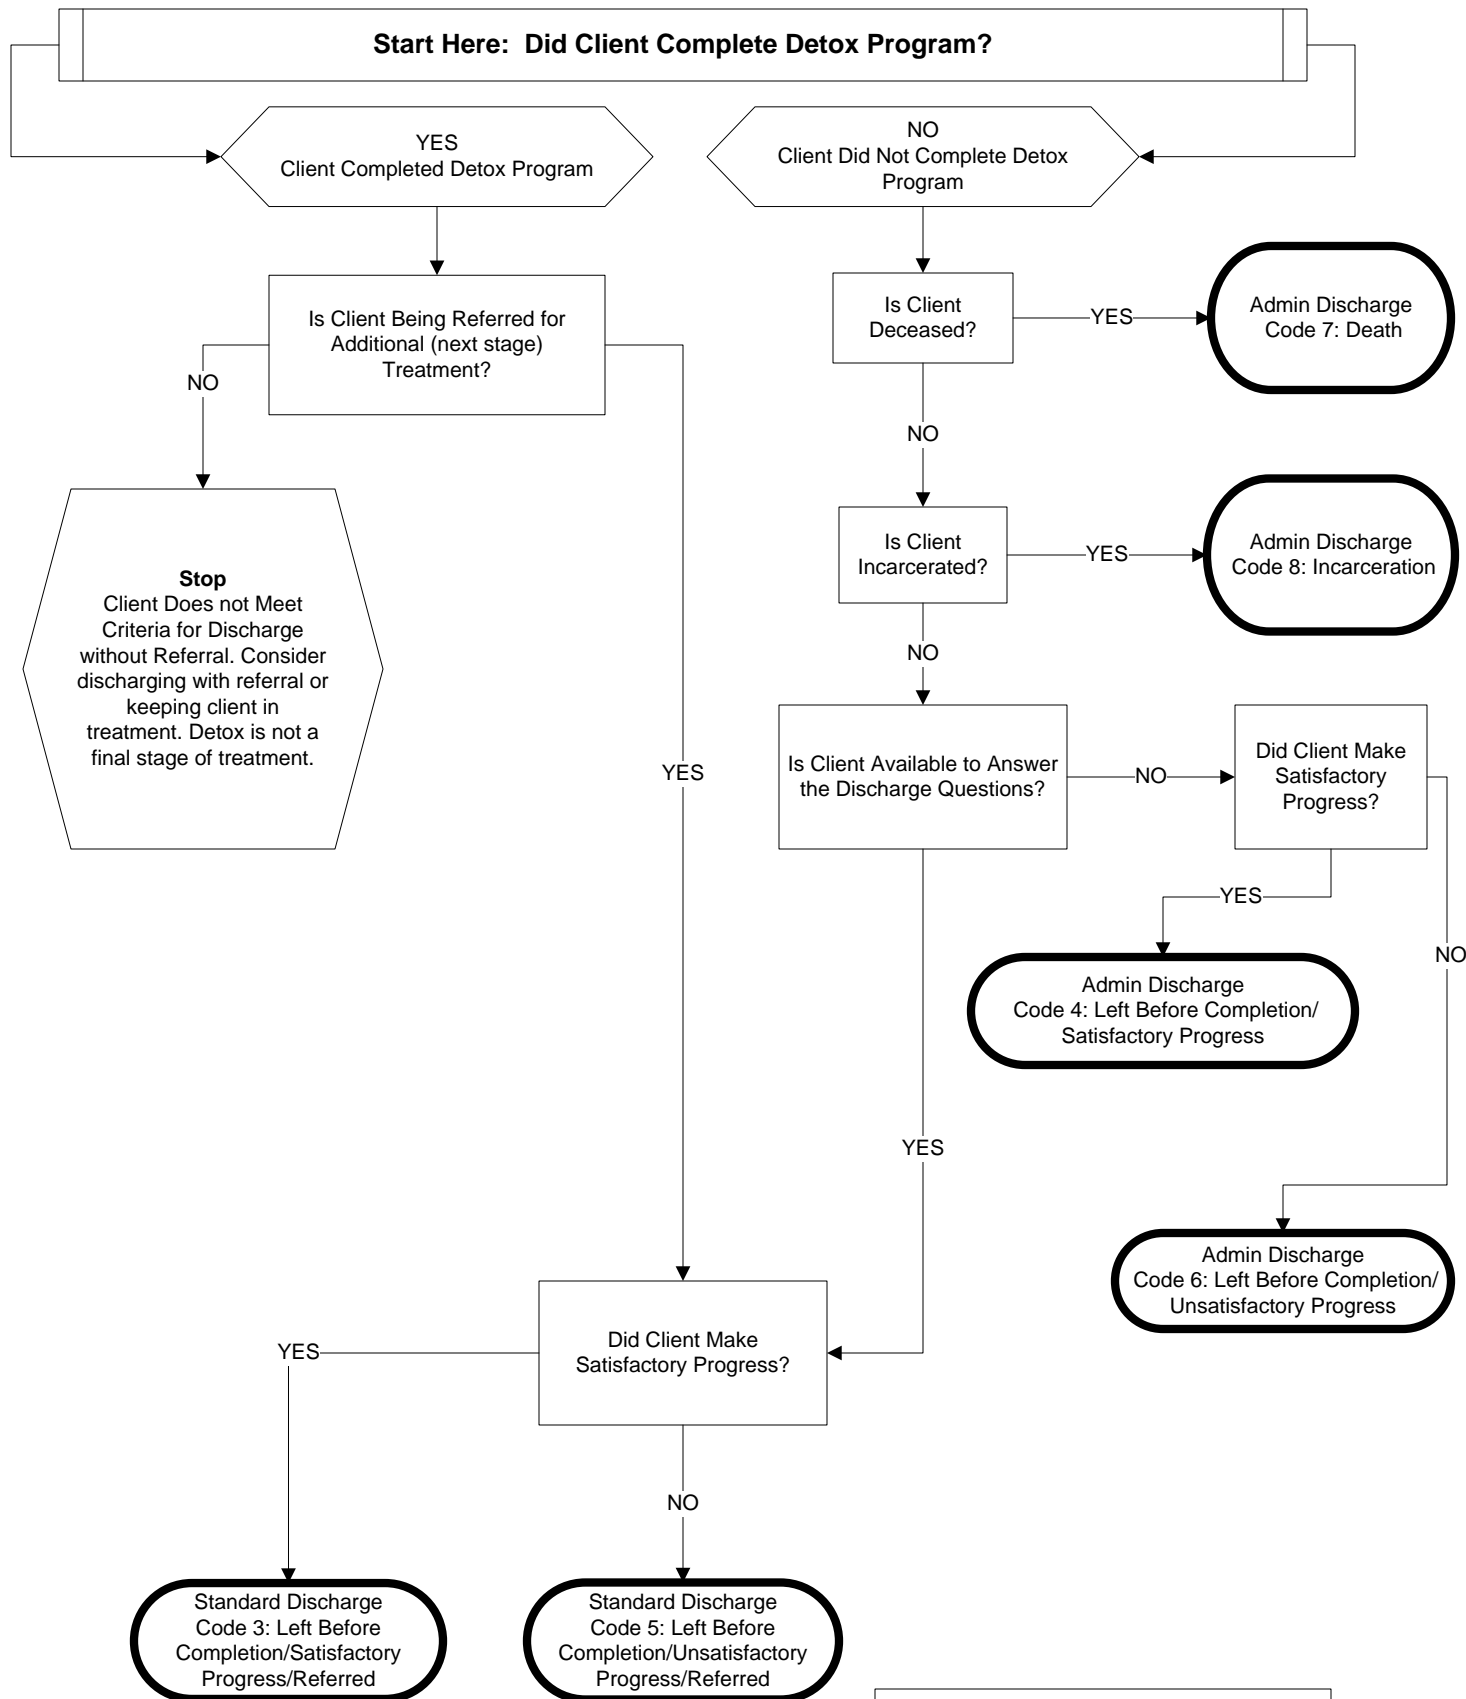 Start Here:  Did Client Complete Detox Program?
YES
Client Completed Detox Program
NO
Client Did Not Complete Detox
Program
Is Client Being Referred for
Additional (next stage)
Treatment?
NO
YES
Stop
Client Does not Meet
Criteria for Discharge
without Referral. Consider
discharging with referral or
keeping client in
treatment. Detox is not a
final stage of treatment.
Is Client
Deceased?
YES
Admin Discharge
Code 7: Death
NO
Is Client
Incarcerated?
YES
Admin Discharge
Code 8: Incarceration
NO
Is Client Available to Answer
the Discharge Questions?
NO
Did Client Make
Satisfactory
Progress?
YES
Admin Discharge
Code 4: Left Before Completion/
Satisfactory Progress
NO
Admin Discharge
Code 6: Left Before Completion/
Unsatisfactory Progress
YES
Did Client Make
Satisfactory Progress?
YES
NO
Standard Discharge
Code 3: Left Before
Completion/Satisfactory
Progress/Referred
Standard Discharge
Code 5: Left Before
Completion/Unsatisfactory
Progress/Referred